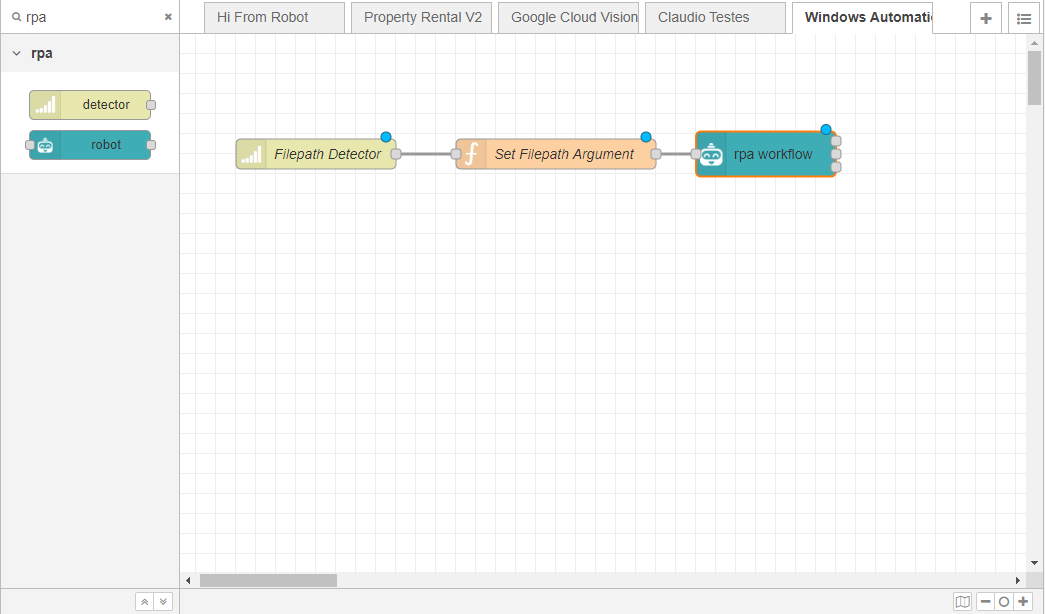 rpa
Hi From Robot
Property Rental V2
Google Cloud Vision
Claudio Testes
Windows Automati
rpa
detector
robot
Filepath Detector
Set Filepath Argument
rpa workflow